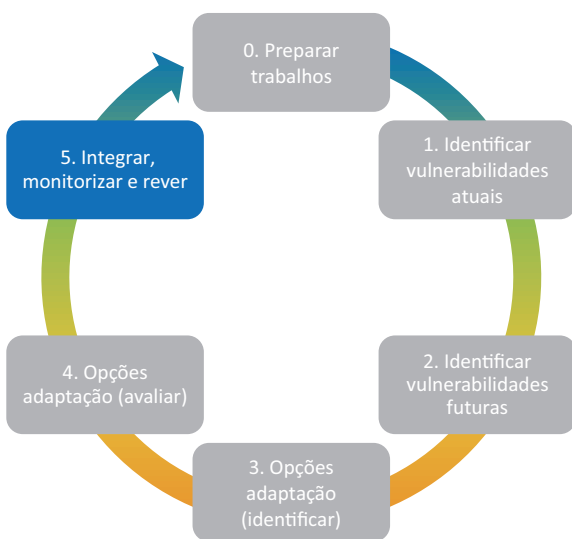 0. Preparar
trabalhos
1. Identificar
vulnerabilidades
atuais
2. Identificar
vulnerabilidades
futuras
3. Opções
adaptação
(identificar)
4. Opções
adaptação (avaliar)
5. Integrar,
monitorizar e rever